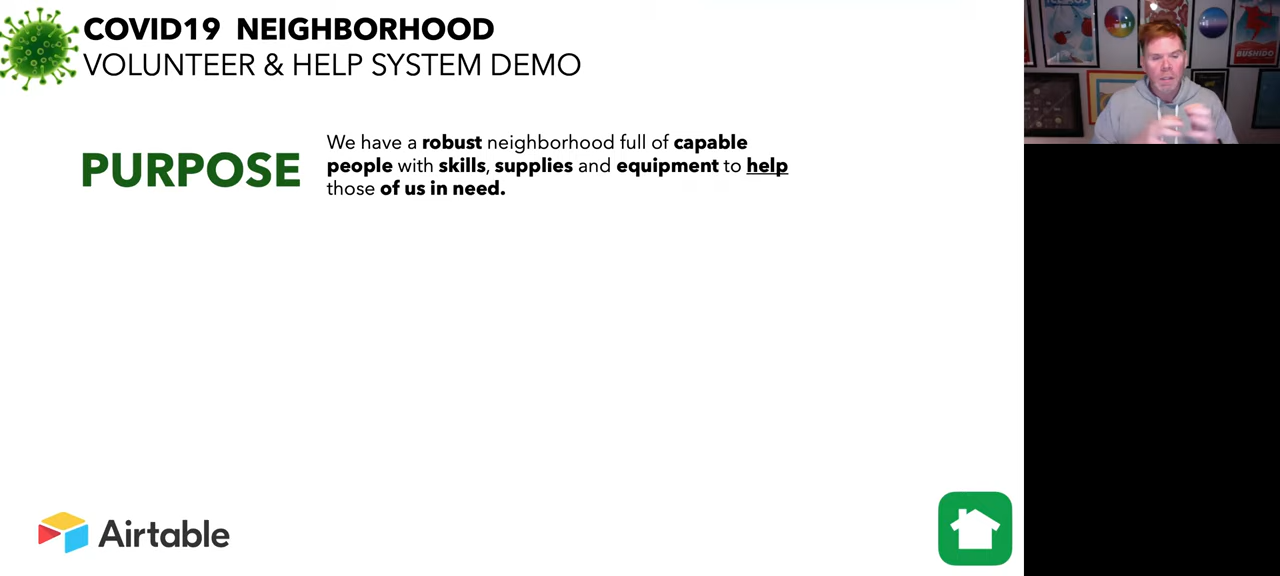 COVID19 NEIGHBORHOOD
VOLUNTEER & HELP SYSTEM DEMO
PURPOSE
We have a robust neighborhood full of capable
people with skills, supplies and equipment to help
those of us in need.
Airtable
BUSHIDO